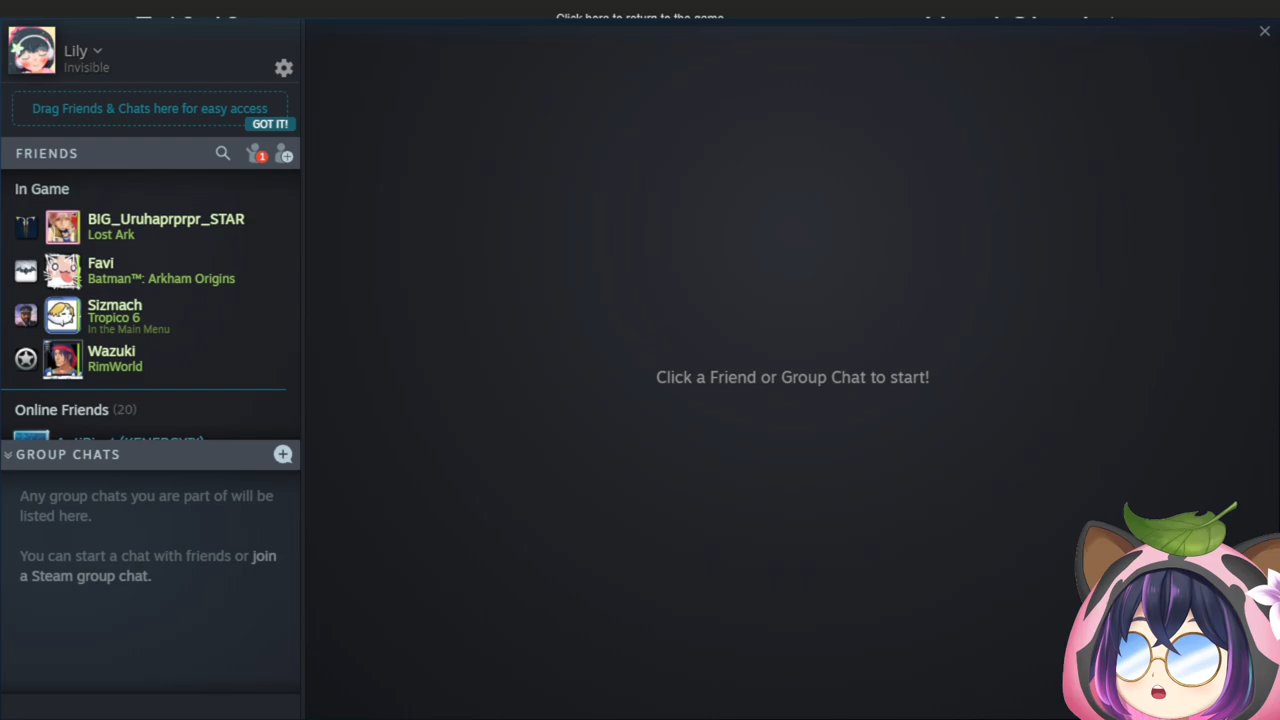 Click here to return to the game
Lily
Invisible
Drag Friends & Chats here for easy access
GOT IT!
FRIENDS
1
In Game
BIG_Uruhaprprpr_STAR
Lost Ark
Favi
Batman™: Arkham Origins
Sizmach
Tropico 6
In the Main Menu
Wazuki
RimWorld
Online Friends (20)
GROUP CHATS
Any group chats you are part of will be
listed here.
You can start a chat with friends or join
a Steam group chat.
Click a Friend or Group Chat to start!